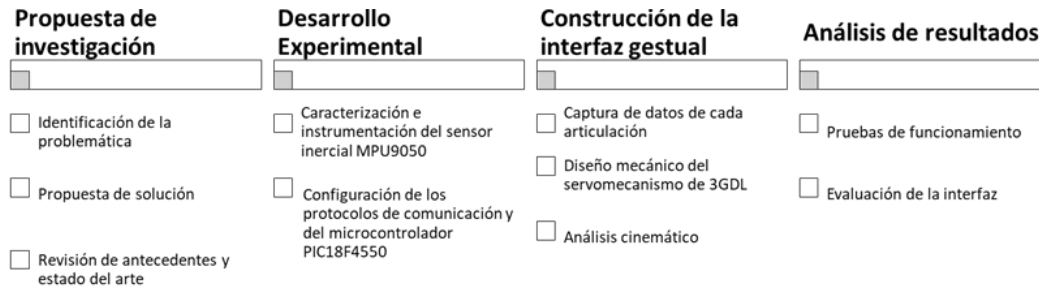 Propuesta de
investigación
Identificación de la
problemática
Propuesta de solución
Revisión de antecedentes y
estado del arte
Desarrollo
Experimental
Caracterización e
instrumentación del sensor
inercial MPU9050
Configuración de los
protocolos de comunicación y
del microcontrolador
PIC18F4550
Construcción de la
interfaz gestual
Captura de datos de cada
articulación
Diseño mecánico del
servomecanismo de 3GDL
Análisis cinemático
Análisis de resultados
Pruebas de funcionamiento
Evaluación de la interfaz